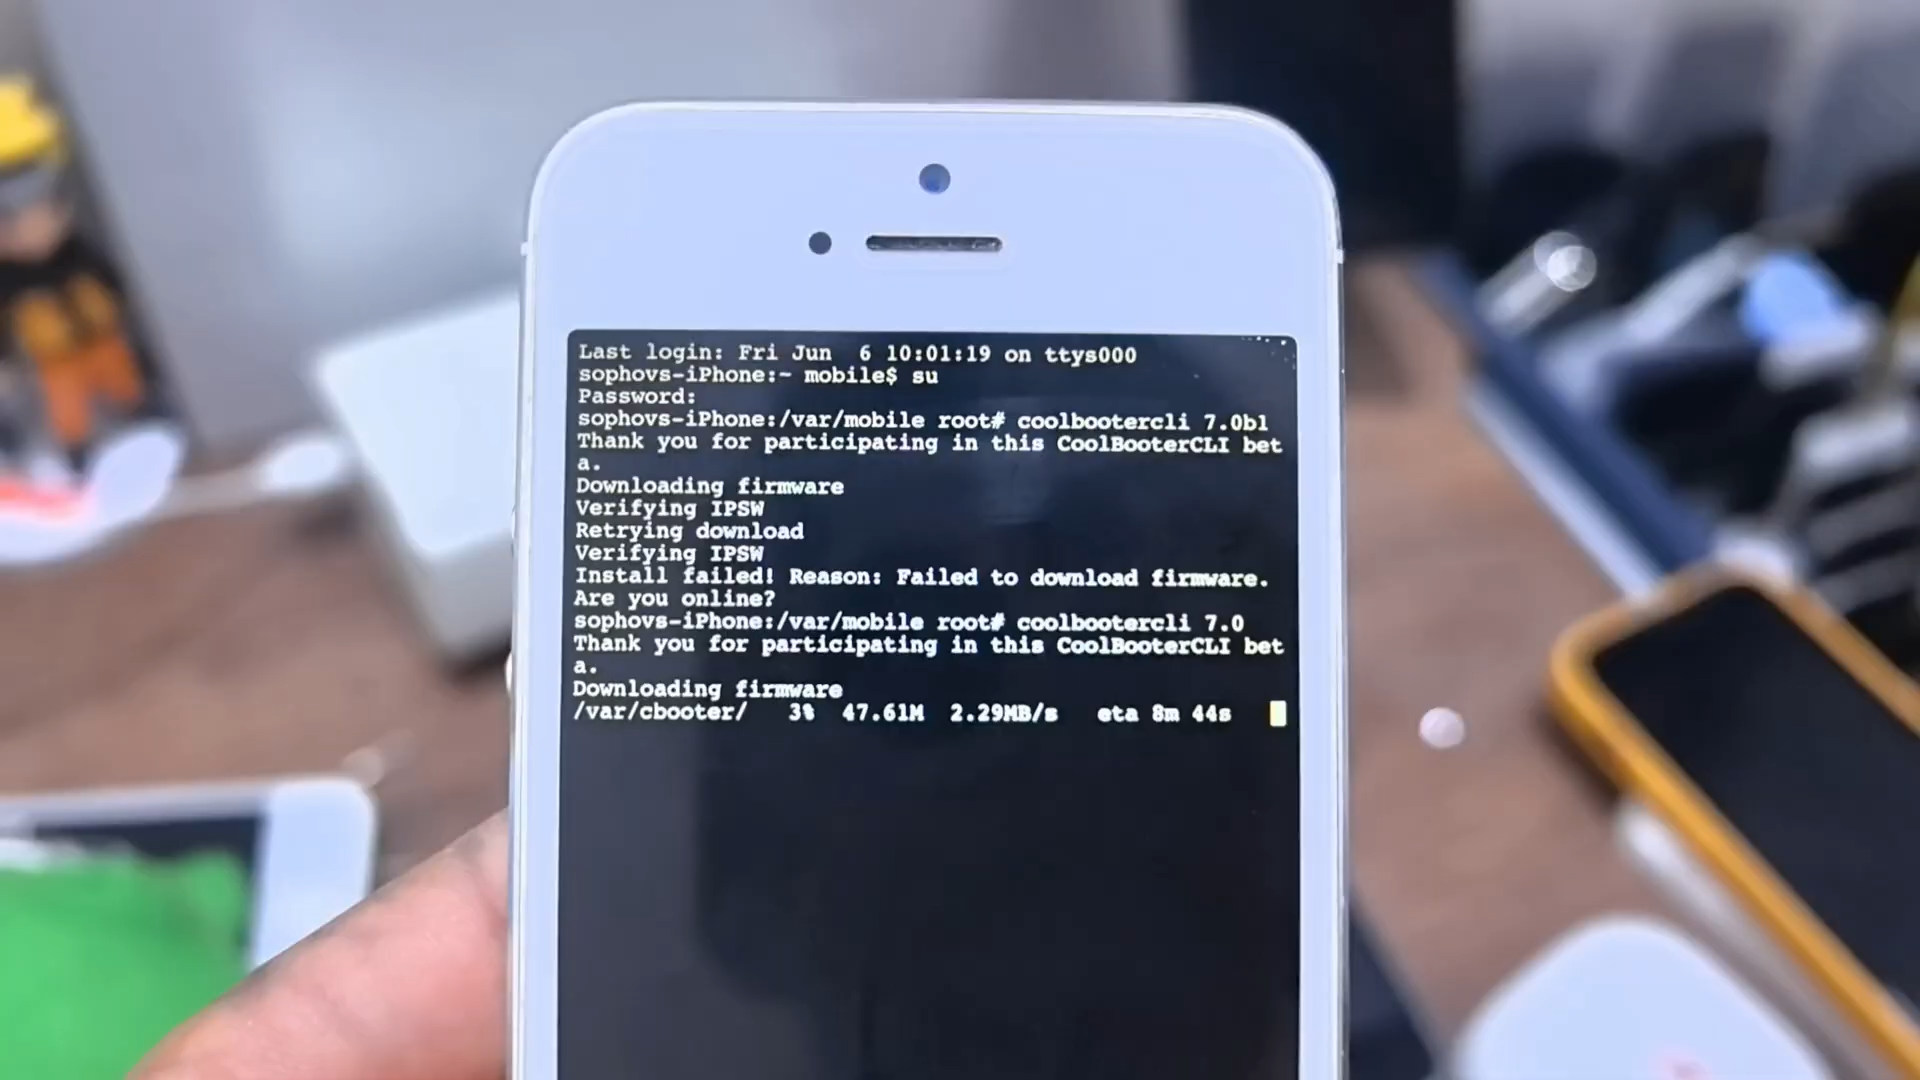 Last login: Fri Jun  6 10:01:19 on ttys000
sophovs-iPhone:~ mobile$ su
Password:
sophovs-iPhone:/var/mobile root# coolbootercli 7.0b1
Thank you for participating in this CoolBooterCLI bet
a.
Downloading firmware
Verifying IPSW
Retrying download
Verifying IPSW
Install failed! Reason: Failed to download firmware.
Are you online?
sophovs-iPhone:/var/mobile root# coolbootercli 7.0
Thank you for participating in this CoolBooterCLI bet
a.
Downloading firmware
/var/cbooter/   3%  47.61M  2.29MB/s   eta 8m 44s